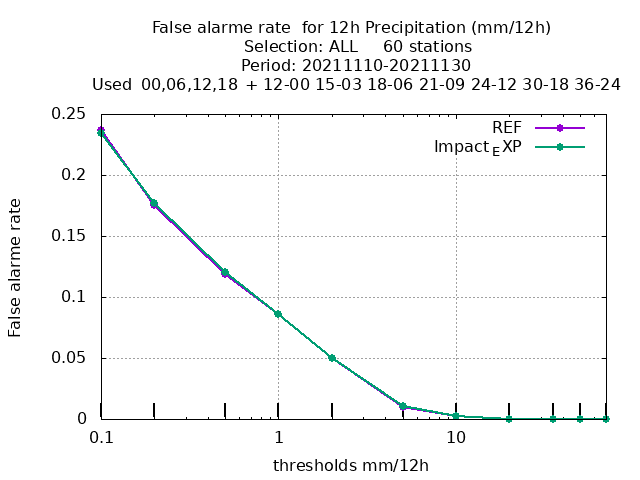 False alarme rate  for 12h Precipitation (mm/12h)
Selection: ALL     60 stations
Period: 20211110-20211130
Used  00,06,12,18  + 12-00 15-03 18-06 21-09 24-12 30-18 36-24
0.25
REF
Impact_EXP
0.2
0.15
False alarme rate
0.1
0.05
0
0.1
1
10
thresholds mm/12h